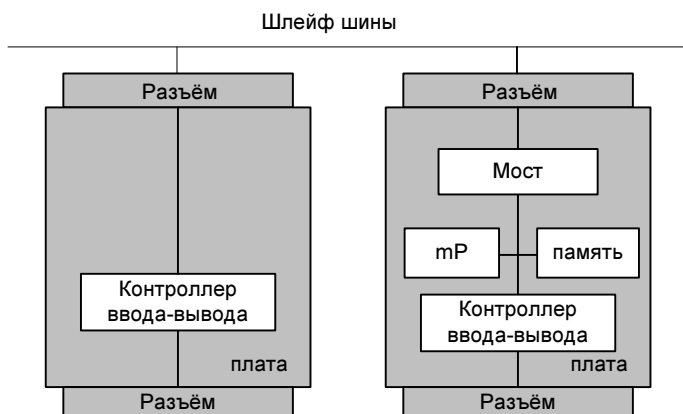 Шлейф шины
Разъём
Разъём
Мост
mP
память
Контроллер
ввода-вывода
Контроллер
ввода-вывода
плата
плата
Разъём
Разъём